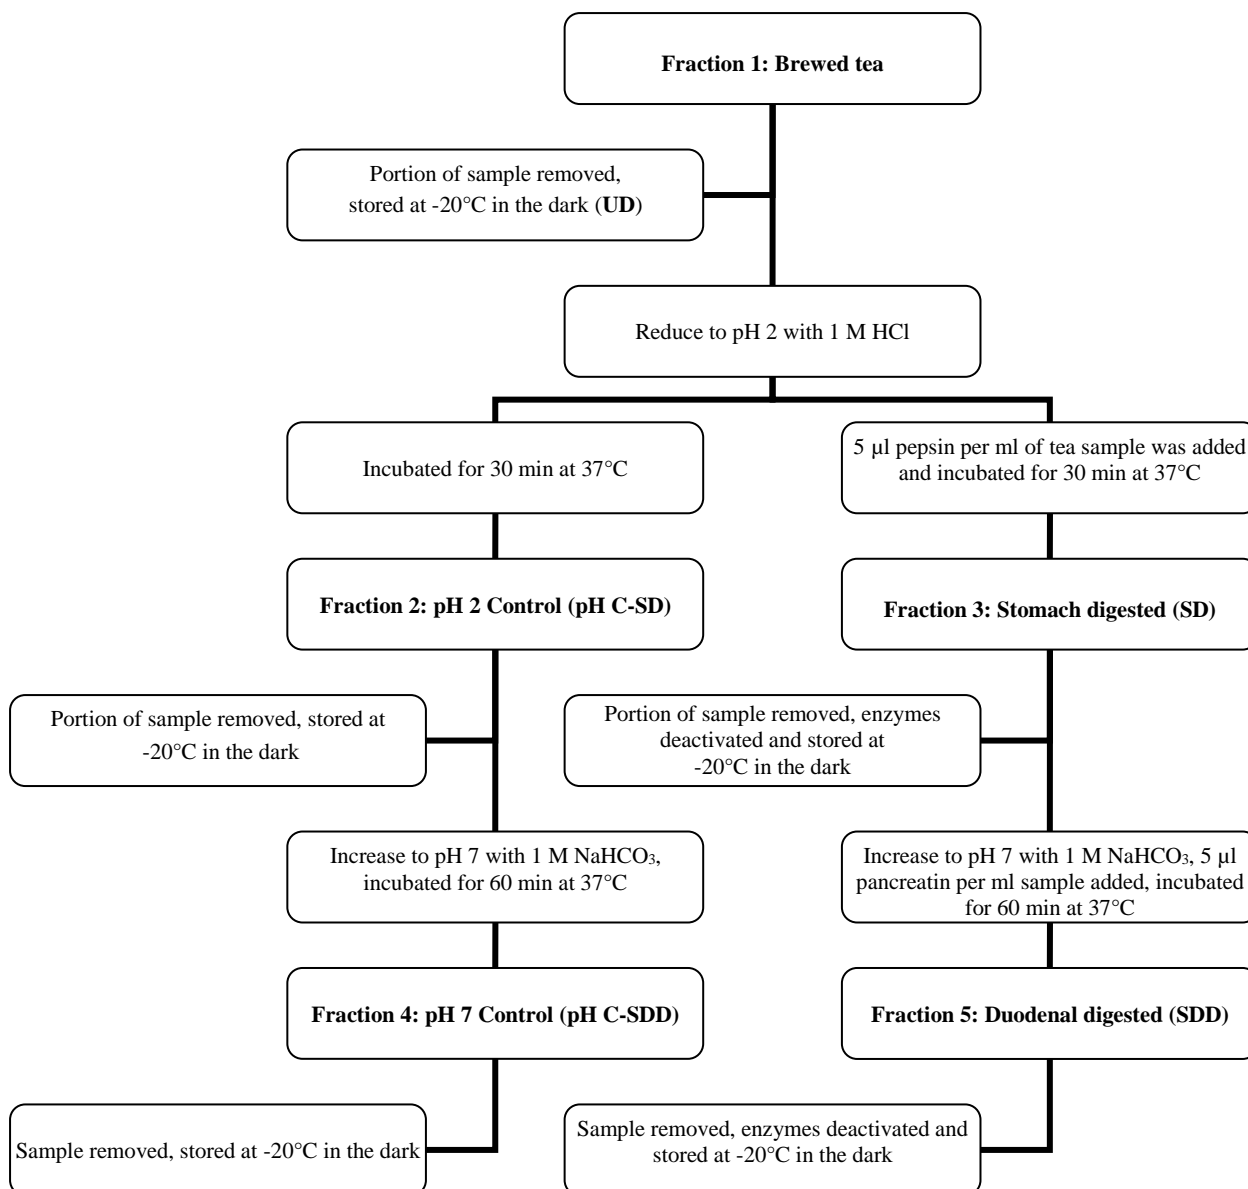 Fraction 1: Brewed tea
Portion of sample removed,
stored at -20°C in the dark (UD)
Reduce to pH 2 with 1 M HCl
Incubated for 30 min at 37°C
5 µl pepsin per ml of tea sample was added
and incubated for 30 min at 37°C
Fraction 2: pH 2 Control (pH C-SD)
Fraction 3: Stomach digested (SD)
Portion of sample removed, stored at
-20°C in the dark
Portion of sample removed, enzymes
deactivated and stored at
-20°C in the dark
Increase to pH 7 with 1 M NaHCO₃,
incubated for 60 min at 37°C
Increase to pH 7 with 1 M NaHCO₃, 5 µl
pancreatin per ml sample added, incubated
for 60 min at 37°C
Fraction 4: pH 7 Control (pH C-SDD)
Fraction 5: Duodenal digested (SDD)
Sample removed, stored at -20°C in the dark
Sample removed, enzymes deactivated and
stored at -20°C in the dark